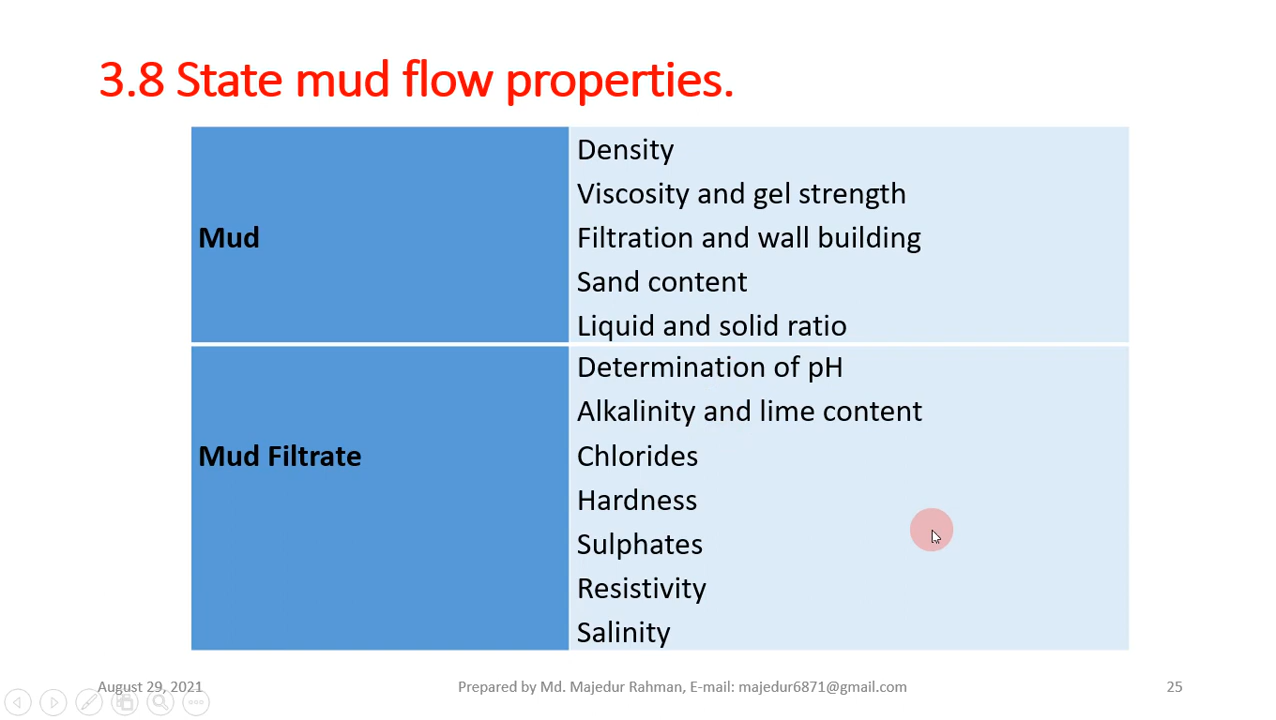 3.8 State mud flow properties.
Mud
Density
Viscosity and gel strength
Filtration and wall building
Sand content
Liquid and solid ratio
Mud Filtrate
Determination of pH
Alkalinity and lime content
Chlorides
Hardness
Sulphates
Resistivity
Salinity
August 29, 2021
Prepared by Md. Majedur Rahman, E-mail: majedur6871@gmail.com
25